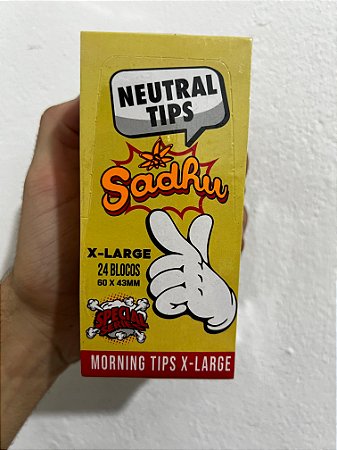 NEUTRAL
TIPS
Sadhu
X-LARGE
24 BLOCOS
60 X 43MM
SPECIAL
MORNING TIPS X-LARGE